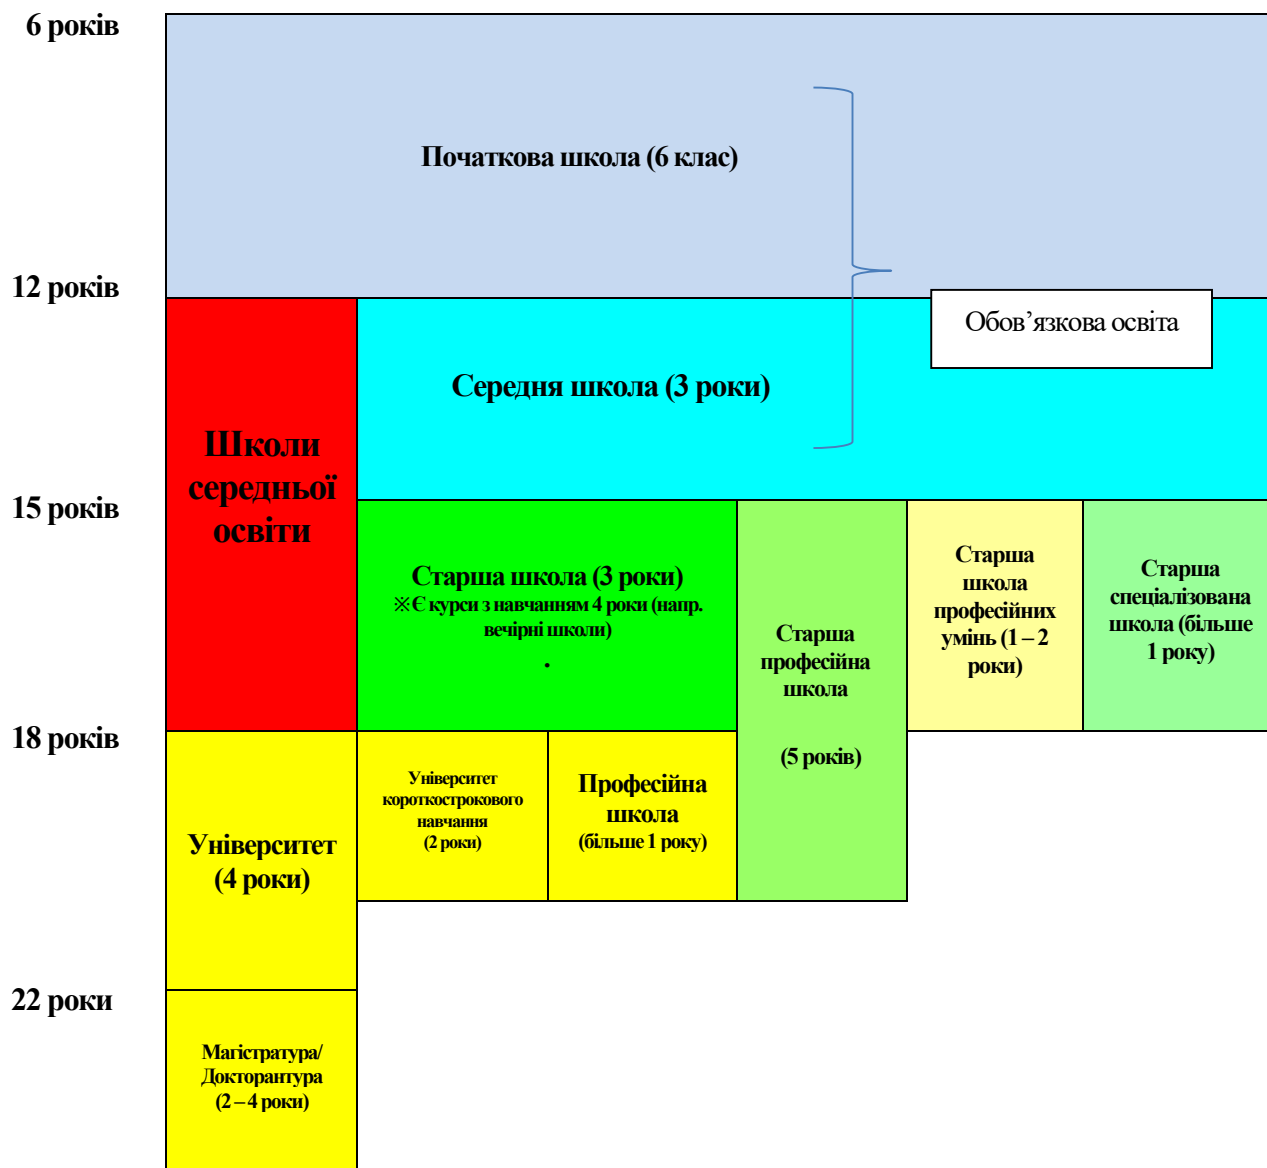 6 років
Початкова школа (6 клас)
12 років
Обов’язкова освіта
Середня школа (3 роки)
Школи
середньої
освіти
15 років
Старша школа (3 роки)
※Є курси з навчанням 4 роки (напр.
вечірні школи)
.
Старша
професійна
школа
(5 років)
Старша
школа
професійних
умінь (1 – 2
роки)
Старша
спеціалізована
школа (більше
1 року)
18 років
Університет
(4 роки)
Університет
короткострокового
навчання
(2 роки)
Професійна
школа
(більше 1 року)
22 роки
Магістратура/
Докторантура
(2 – 4 роки)